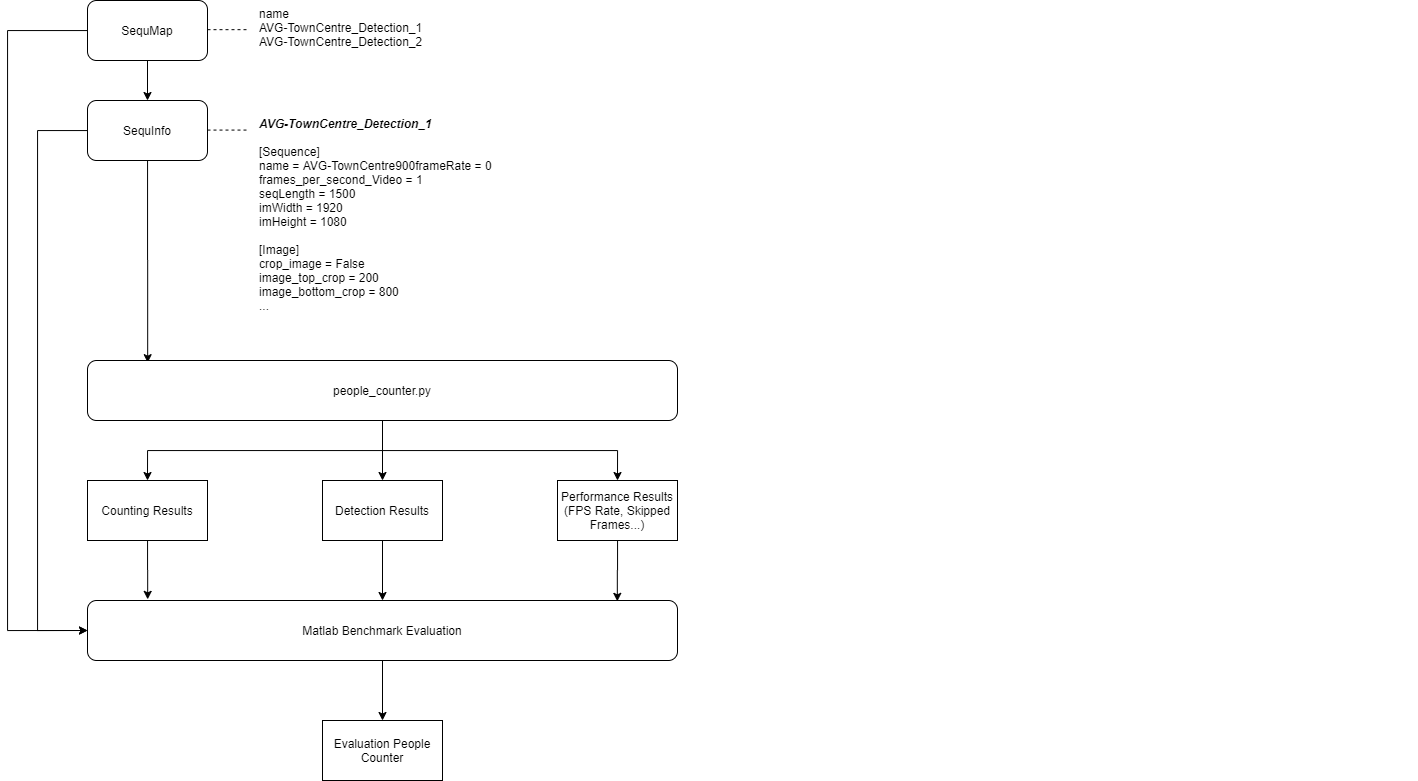 SequMap
name
AVG-TownCentre_Detection_1
AVG-TownCentre_Detection_2
SequInfo
AVG-TownCentre_Detection_1
[Sequence]
name = AVG-TownCentre900frameRate = 0
frames_per_second_Video = 1
seqLength = 1500
imWidth = 1920
imHeight = 1080
[Image]
crop_image = False
image_top_crop = 200
image_bottom_crop = 800
...
people_counter.py
Counting Results
Detection Results
Performance Results
(FPS Rate, Skipped
Frames...)
Matlab Benchmark Evaluation
Evaluation People
Counter